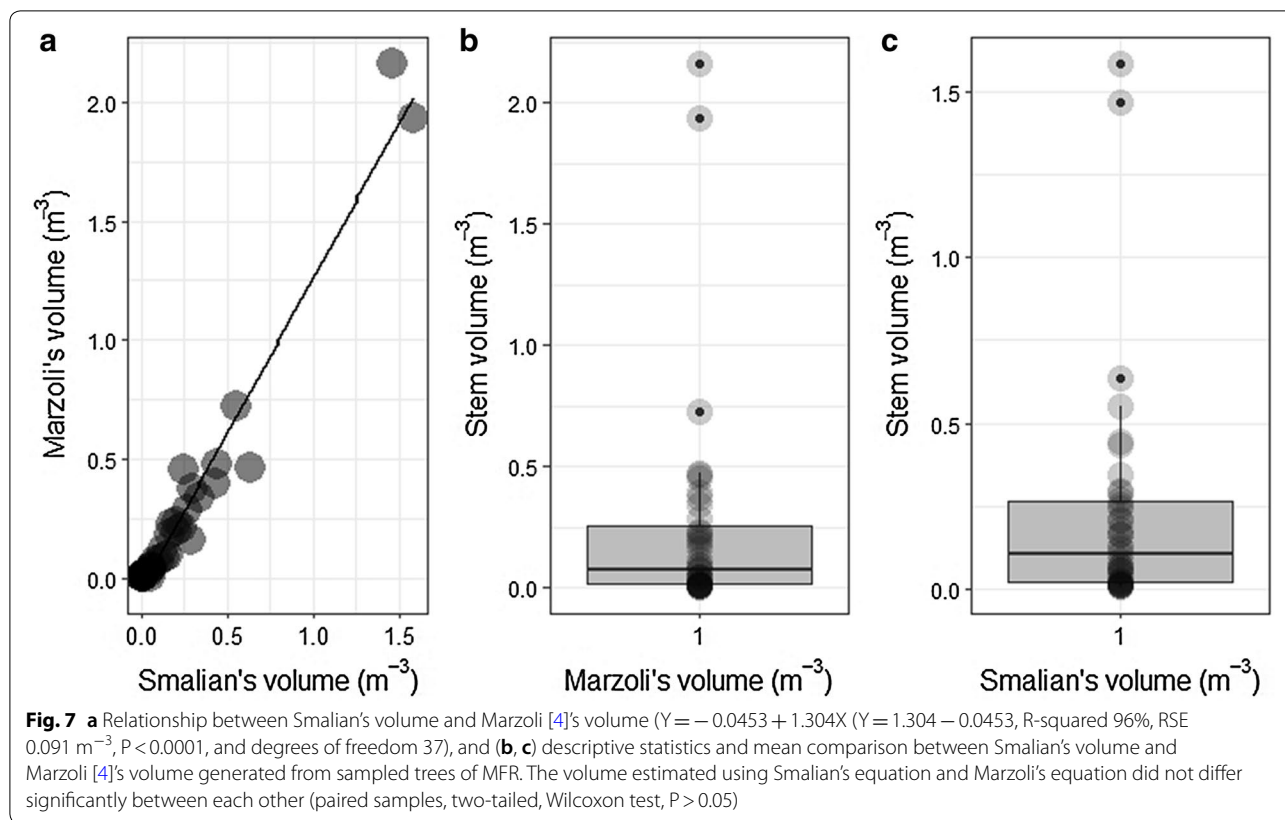 a
b
c
2.0
1.5
1.0
0.5
0.0
Marzoli's volume (m⁻³)
0.0 0.5 1.0 1.5
Smalian's volume (m⁻³)
2.0
1.5
1.0
0.5
0.0
Stem volume (m⁻³)
1
Marzoli's volume (m⁻³)
1.5
1.0
0.5
0.0
Stem volume (m⁻³)
1
Smalian's volume (m⁻³)
Fig. 7 a Relationship between Smalian's volume and Marzoli [4]'s volume (Y = − 0.0453 + 1.304X (Y = 1.304 − 0.0453, R-squared 96%, RSE
0.091 m⁻³, P < 0.0001, and degrees of freedom 37), and (b, c) descriptive statistics and mean comparison between Smalian's volume and
Marzoli [4]'s volume generated from sampled trees of MFR. The volume estimated using Smalian's equation and Marzoli's equation did not differ
significantly between each other (paired samples, two-tailed, Wilcoxon test, P > 0.05)